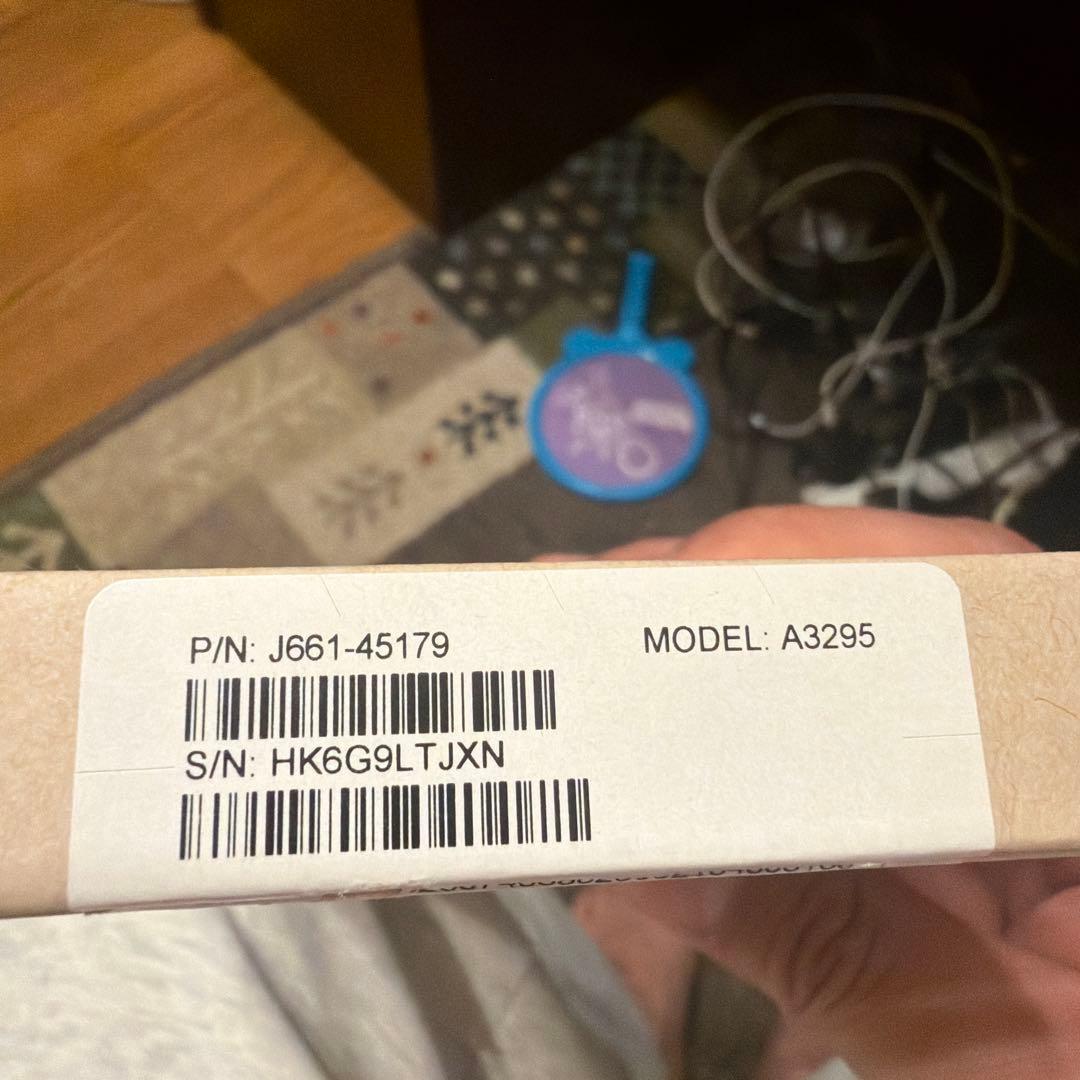 P/N: J661-45179
MODEL: A3295
S/N: HK6G9LTJXN